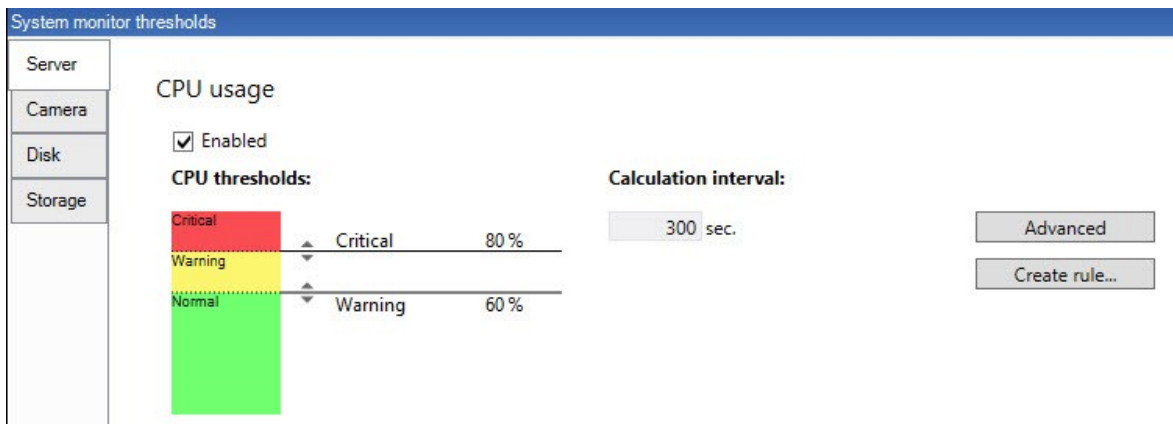 System monitor thresholds
Server
Camera
Disk
Storage
CPU usage
Enabled
CPU thresholds:
Critical
Warning
Normal
Critical 80 %
Warning 60 %
Calculation interval:
300 sec.
Advanced
Create rule...